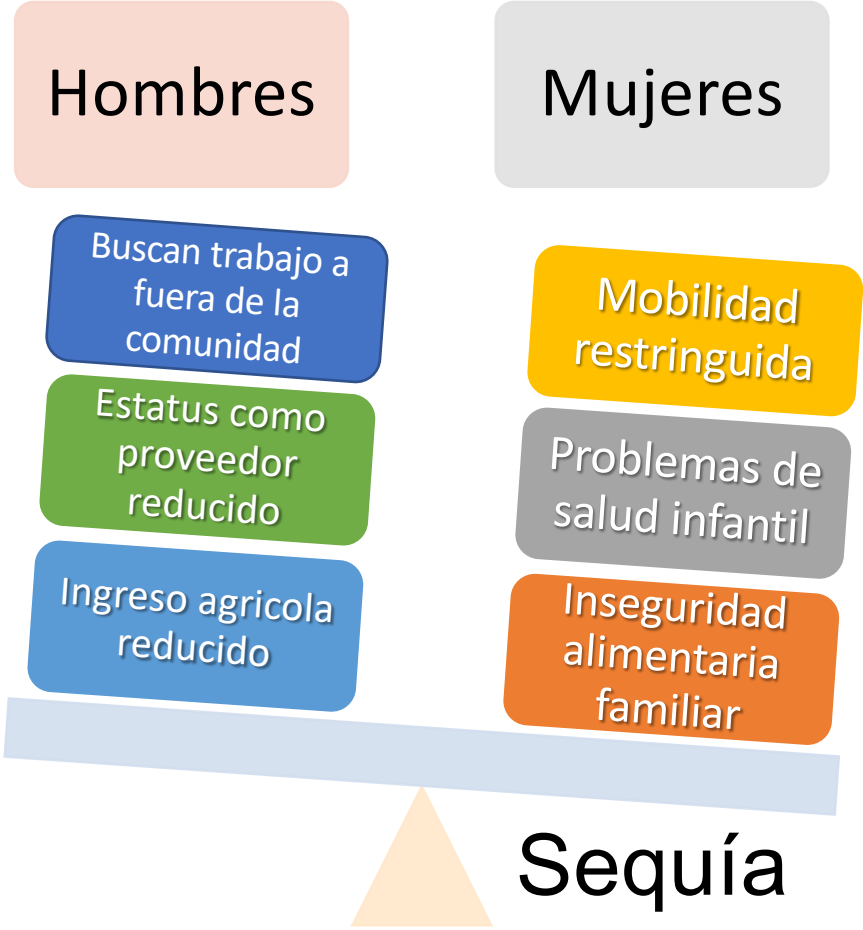 Hombres
Mujeres
Buscan trabajo a
fuera de la
comunidad
Estatus como
proveedor
reducido
Ingreso agricola
reducido
Mobilidad
restringuida
Problemas de
salud infantil
Inseguridad
alimentaria
familiar
Sequía